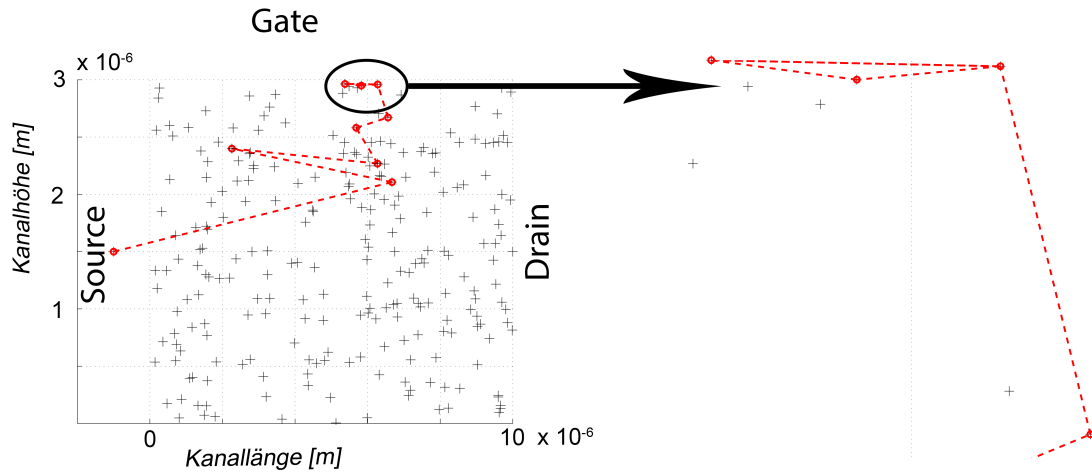 Gate
x 10⁻⁶
3
2
1
Kanalhöhe [m]
Source
Drain
0
10 x 10⁻⁶
Kanallänge [m]